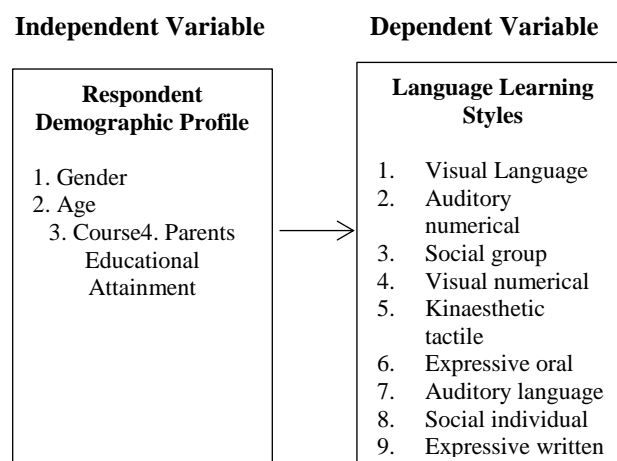 Independent Variable
Dependent Variable
Respondent
Demographic Profile
1. Gender
2. Age
3. Course4. Parents
Educational
Attainment
Language Learning
Styles
1. Visual Language
2. Auditory
numerical
3. Social group
4. Visual numerical
5. Kinaesthetic
tactile
6. Expressive oral
7. Auditory language
8. Social individual
9. Expressive written